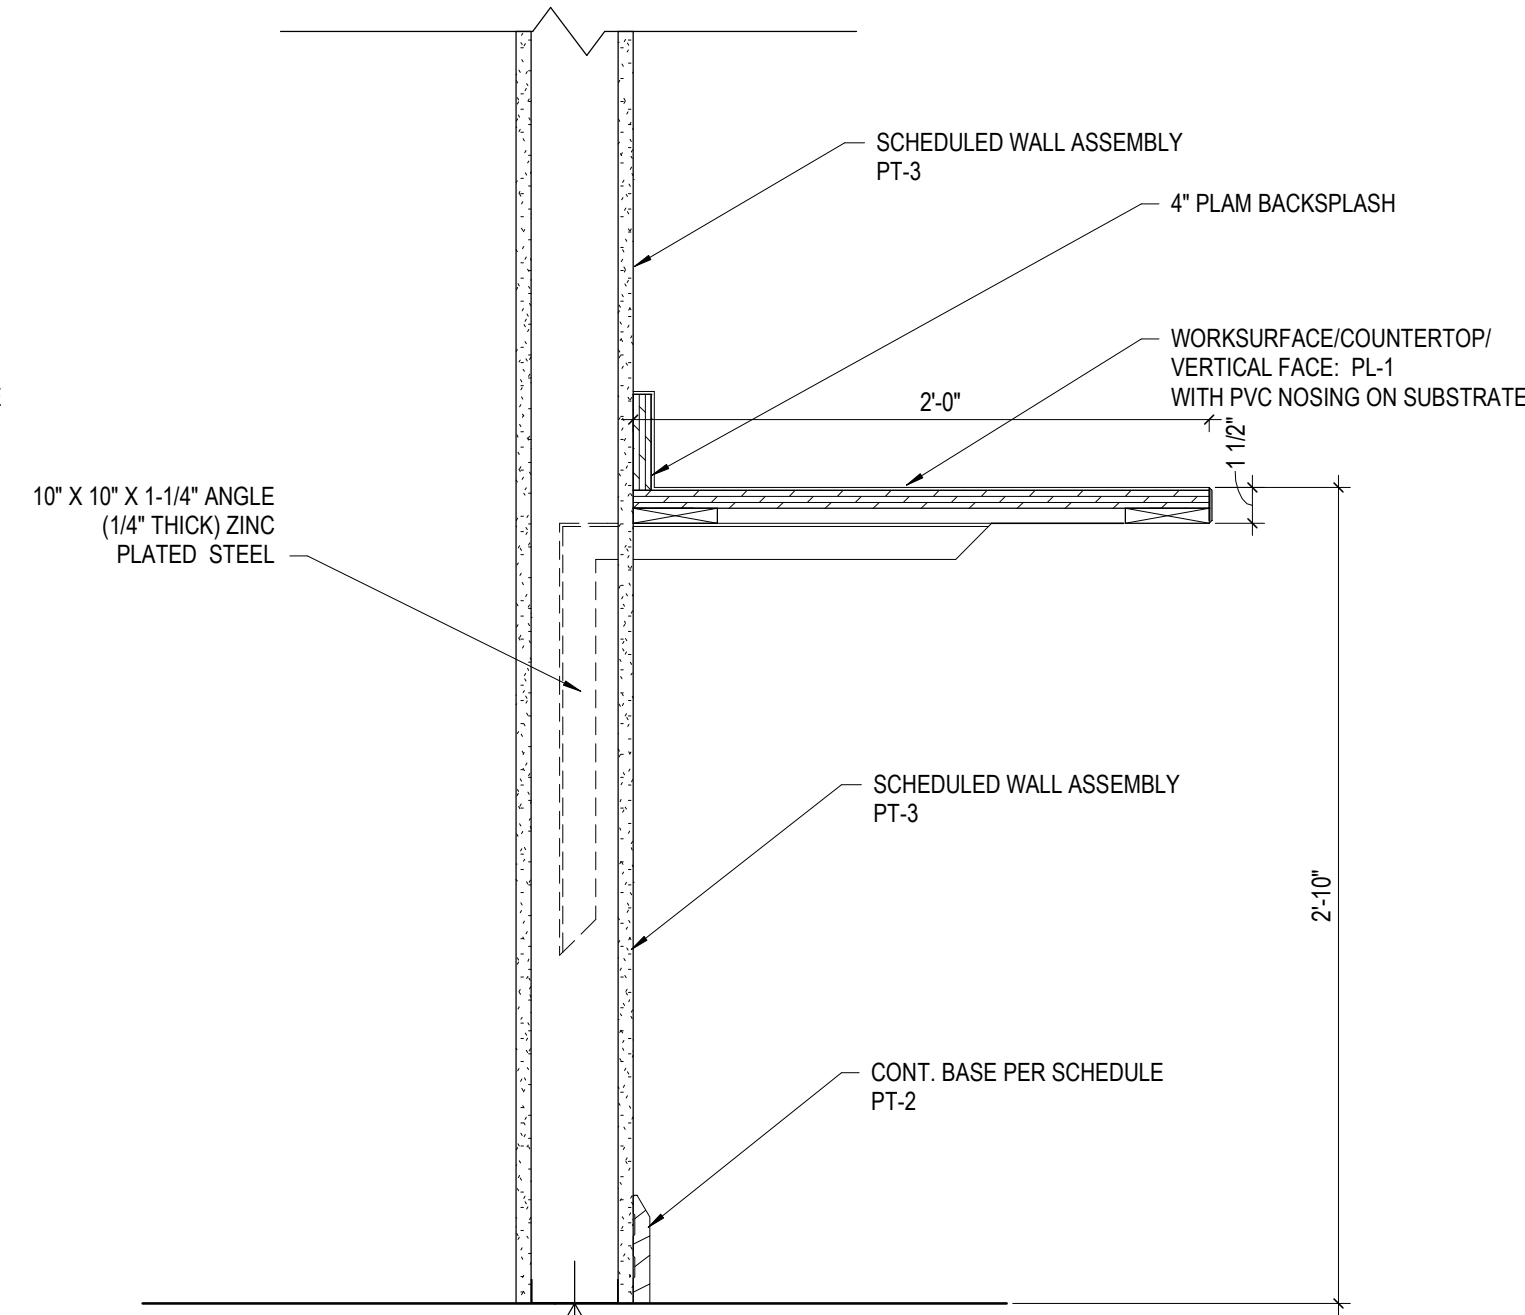 SCHEDULED WALL ASSEMBLY
PT-3
4" PLAM BACKSPLASH
WORKSURFACE/COUNTERTOP/
VERTICAL FACE: PL-1
WITH PVC NOSING ON SUBSTRATE
2'-0"
1 1/2"
10" X 10" X 1-1/4" ANGLE
(1/4" THICK) ZINC
PLATED STEEL
SCHEDULED WALL ASSEMBLY
PT-3
2'-10"
CONT. BASE PER SCHEDULE
PT-2